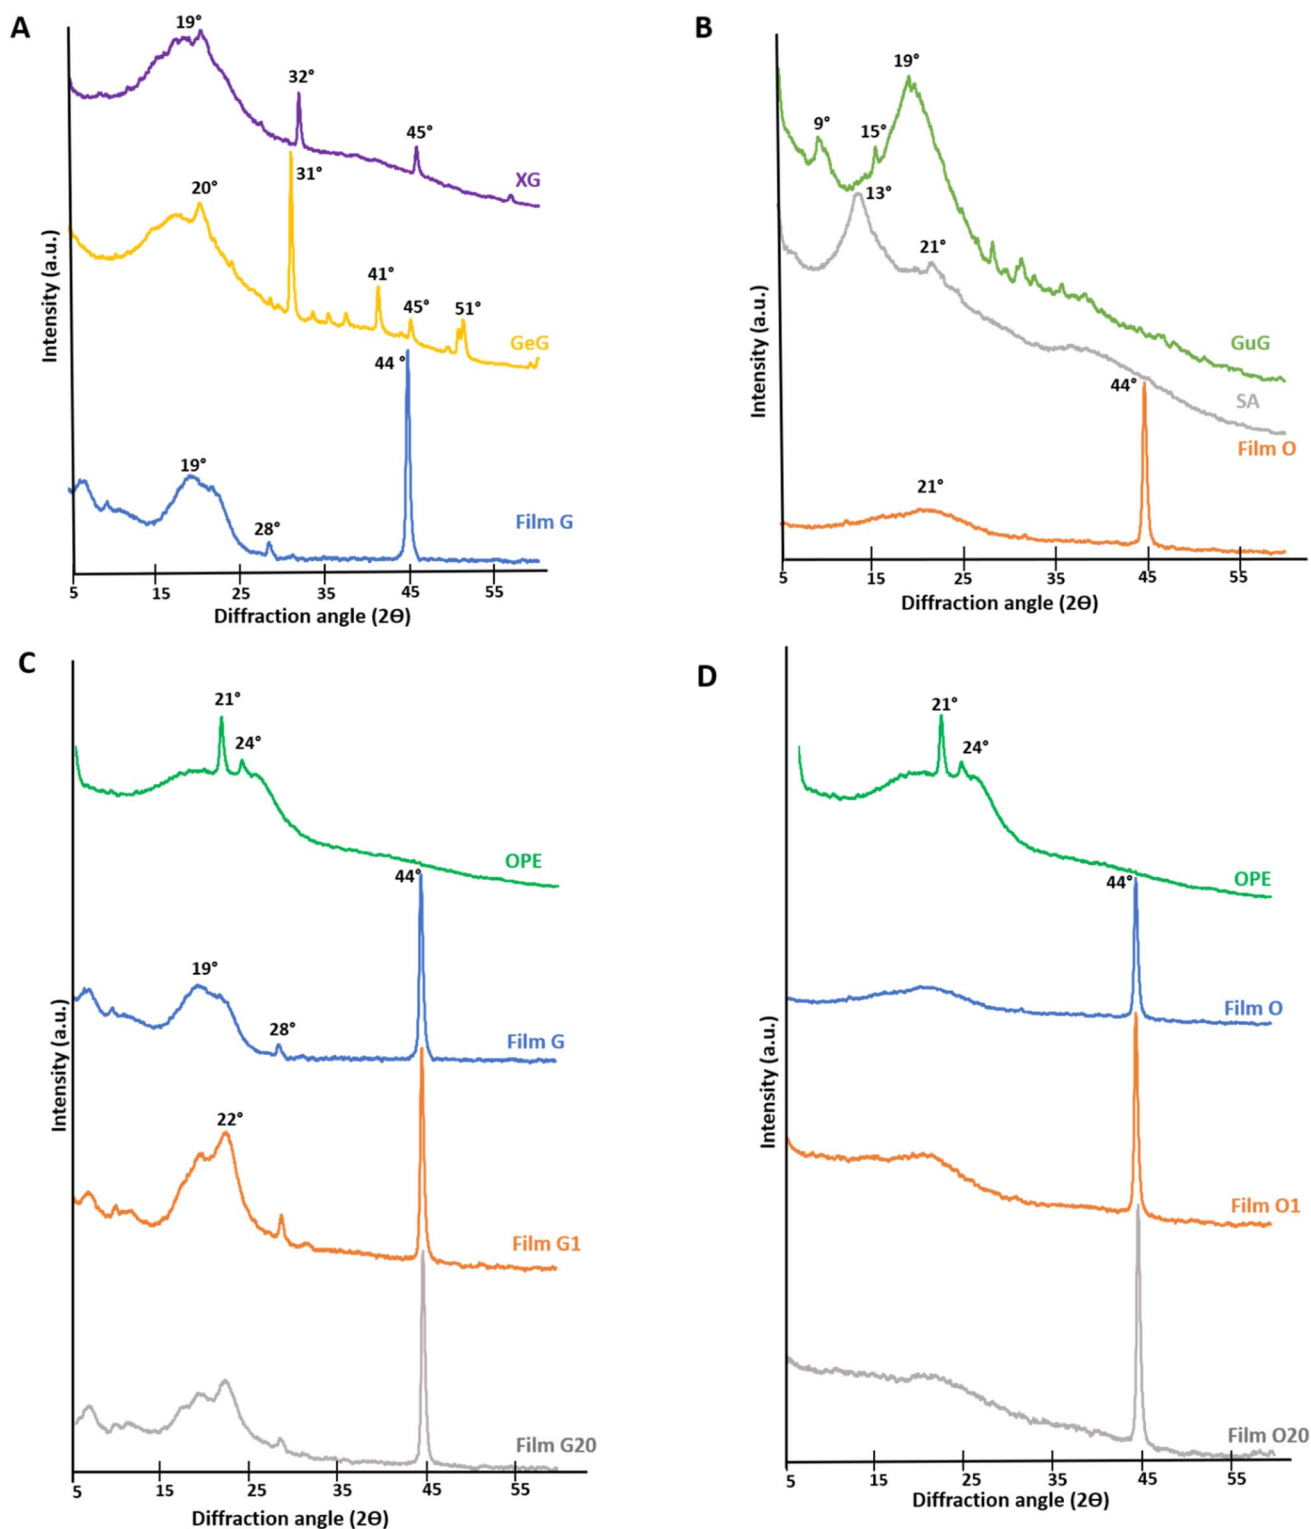 A
19°
32°
45°
XG
31°
20°
41°
45°
51°
GeG
44°
19°
28°
Film G
Intensity (a.u.)
5 15 25 35 45 55
Diffraction angle (2Θ)
B
19°
9°
15°
13°
21°
GuG
SA
44°
Film O
21°
Intensity (a.u.)
5 15 25 35 45 55
Diffraction angle (2Θ)
C
21°
24°
OPE
44°
19°
28°
Film G
22°
Film G1
Film G20
Intensity (a.u.)
5 15 25 35 45 55
Diffraction angle (2Θ)
D
21°
24°
OPE
44°
Film O
Film O1
Film O20
Intensity (a.u.)
5 15 25 35 45 55
Diffraction angle (2Θ)